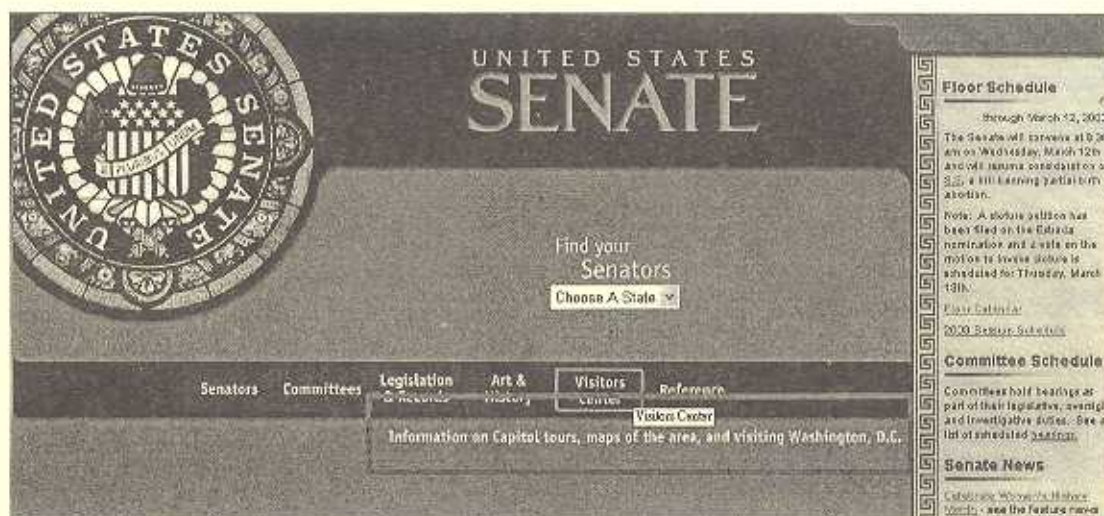 UNITED STATES SENATE
E PLURIBUS UNUM
UNITED STATES
SENATE
Find your
Senators
Choose A State
Senators
Committees
Legislation
& Records
Art &
History
Visitors
Center
Reference
Visitors Center
Information on Capitol tours, maps of the area, and visiting Washington, D.C.
Floor Schedule
through March 12, 2003
The Senate will convene at 9:30
am on Wednesday, March 12th
and will resume consideration o
S.3, a bill banning partial birth
abortion.
Note: A cloture petition has
been filed on the Estrada
nomination and a vote on the
motion to invoke cloture is
scheduled for Thursday, March
13th.
Floor Calendar
2003 Session Schedule
Committee Schedule
Committees hold hearings as
part of their legislative, oversigh
and investigative duties. See a
list of scheduled hearings.
Senate News
Celebrate Women's History
Month - see the feature news